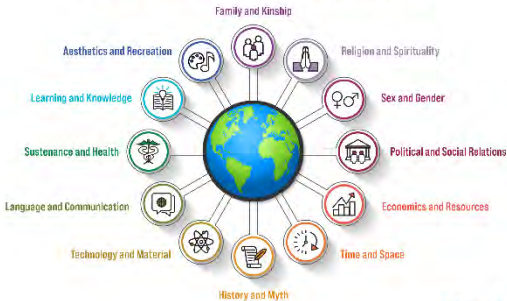 Family and Kinship
Aesthetics and Recreation
Religion and Spirituality
Learning and Knowledge
Sex and Gender
Sustenance and Health
Political and Social Relations
Language and Communication
Economics and Resources
Technology and Material
Time and Space
History and Myth